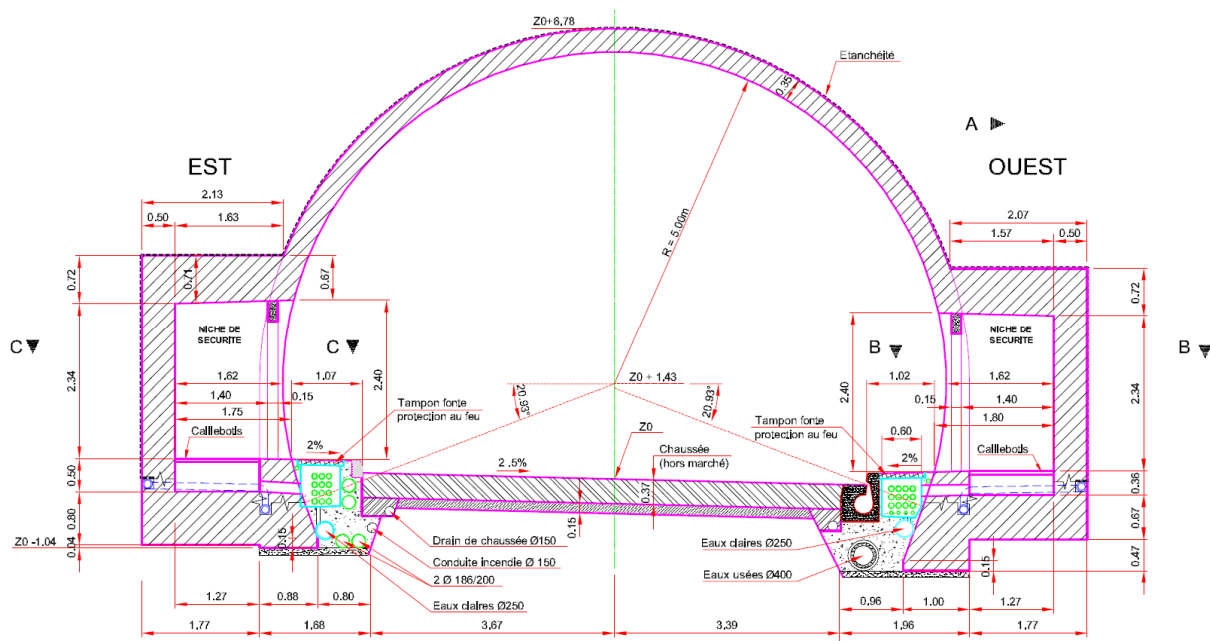 Z0+6,78
Etanchéité
0.35
A
EST
OUEST
2.13
0.50
1.63
2.07
1.57
0.50
R = 5.00m
0.72
0.71
0.67
0.72
NICHE DE
SECURITE
NICHE DE
SECURITE
C
C
B
B
2.34
1.62
1.07
2.40
Z0 + 1,43
2.40
1.02
1.62
2.34
1.40
0.15
20.93°
20.93°
0.15
1.40
1.75
Tampon fonte
protection au feu
Tampon fonte
protection au feu
1.80
Caillebotis
Z0
0.60
Caillebotis
2%
Chaussée
(hors marché)
2%
2.5%
0.50
0.37
0.36
0.80
0.15
0.15
0.67
Z0 -1.04
0.04
Drain de chaussée Ø150
Eaux claires Ø250
0.15
0.47
Conduite incendie Ø 150
Eaux usées Ø400
2 Ø 186/200
1.27
0.88
0.80
Eaux claires Ø250
0.96
1.00
1.27
1.77
1.68
3.67
3.39
1.96
1.77